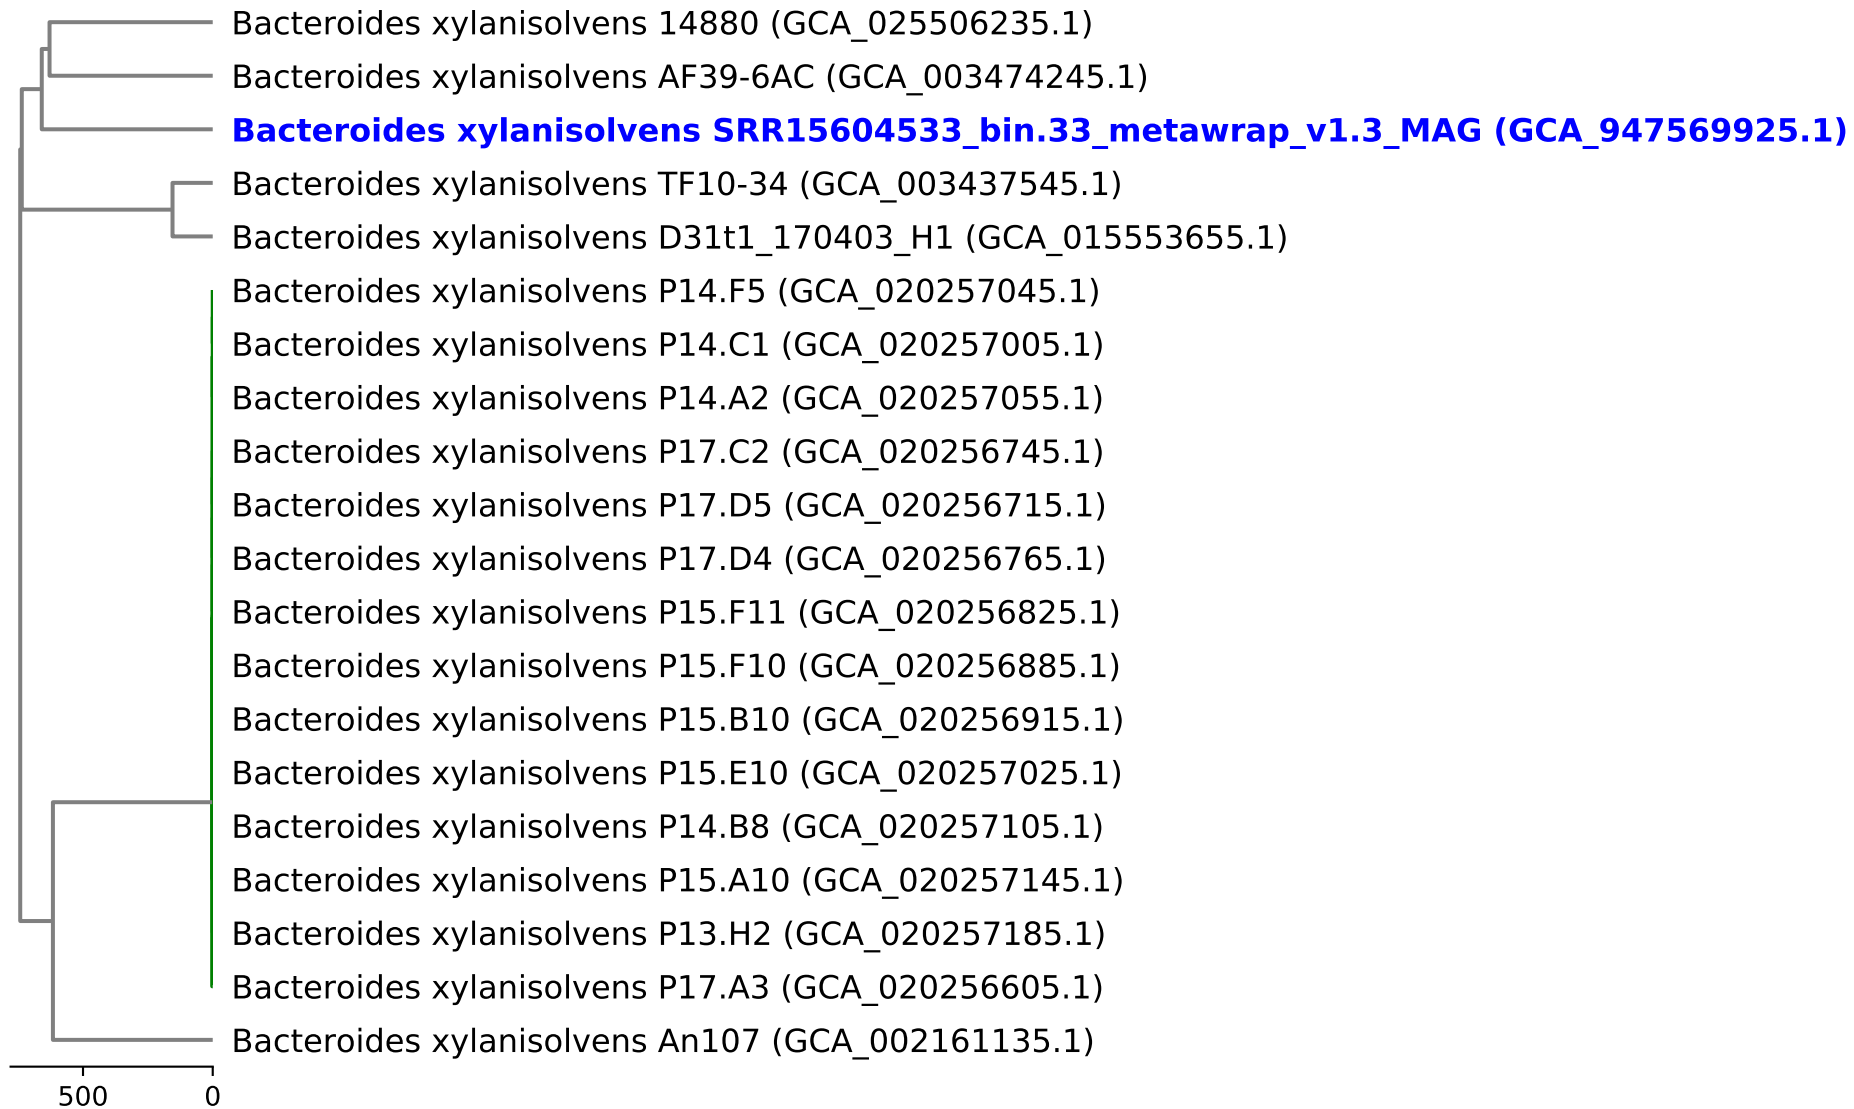 Bacteroides xylanisolvens 14880 (GCA_025506235.1)
Bacteroides xylanisolvens AF39-6AC (GCA_003474245.1)
Bacteroides xylanisolvens SRR15604533_bin.33_metawrap_v1.3_MAG (GCA_947569925.1)
Bacteroides xylanisolvens TF10-34 (GCA_003437545.1)
Bacteroides xylanisolvens D31t1_170403_H1 (GCA_015553655.1)
Bacteroides xylanisolvens P14.F5 (GCA_020257045.1)
Bacteroides xylanisolvens P14.C1 (GCA_020257005.1)
Bacteroides xylanisolvens P14.A2 (GCA_020257055.1)
Bacteroides xylanisolvens P17.C2 (GCA_020256745.1)
Bacteroides xylanisolvens P17.D5 (GCA_020256715.1)
Bacteroides xylanisolvens P17.D4 (GCA_020256765.1)
Bacteroides xylanisolvens P15.F11 (GCA_020256825.1)
Bacteroides xylanisolvens P15.F10 (GCA_020256885.1)
Bacteroides xylanisolvens P15.B10 (GCA_020256915.1)
Bacteroides xylanisolvens P15.E10 (GCA_020257025.1)
Bacteroides xylanisolvens P14.B8 (GCA_020257105.1)
Bacteroides xylanisolvens P15.A10 (GCA_020257145.1)
Bacteroides xylanisolvens P13.H2 (GCA_020257185.1)
Bacteroides xylanisolvens P17.A3 (GCA_020256605.1)
Bacteroides xylanisolvens An107 (GCA_002161135.1)
500 0